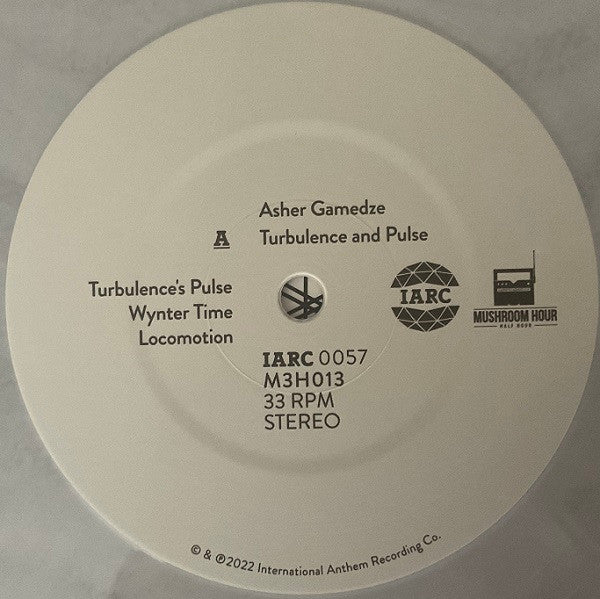 Asher Gamedze
A Turbulence and Pulse
Turbulence's Pulse
Wynter Time
Locomotion
IARC
MUSHROOM HOUR
HALF HOUR
IARC 0057
M3H013
33 RPM
STEREO
© & ℗2022 International Anthem Recording Co.